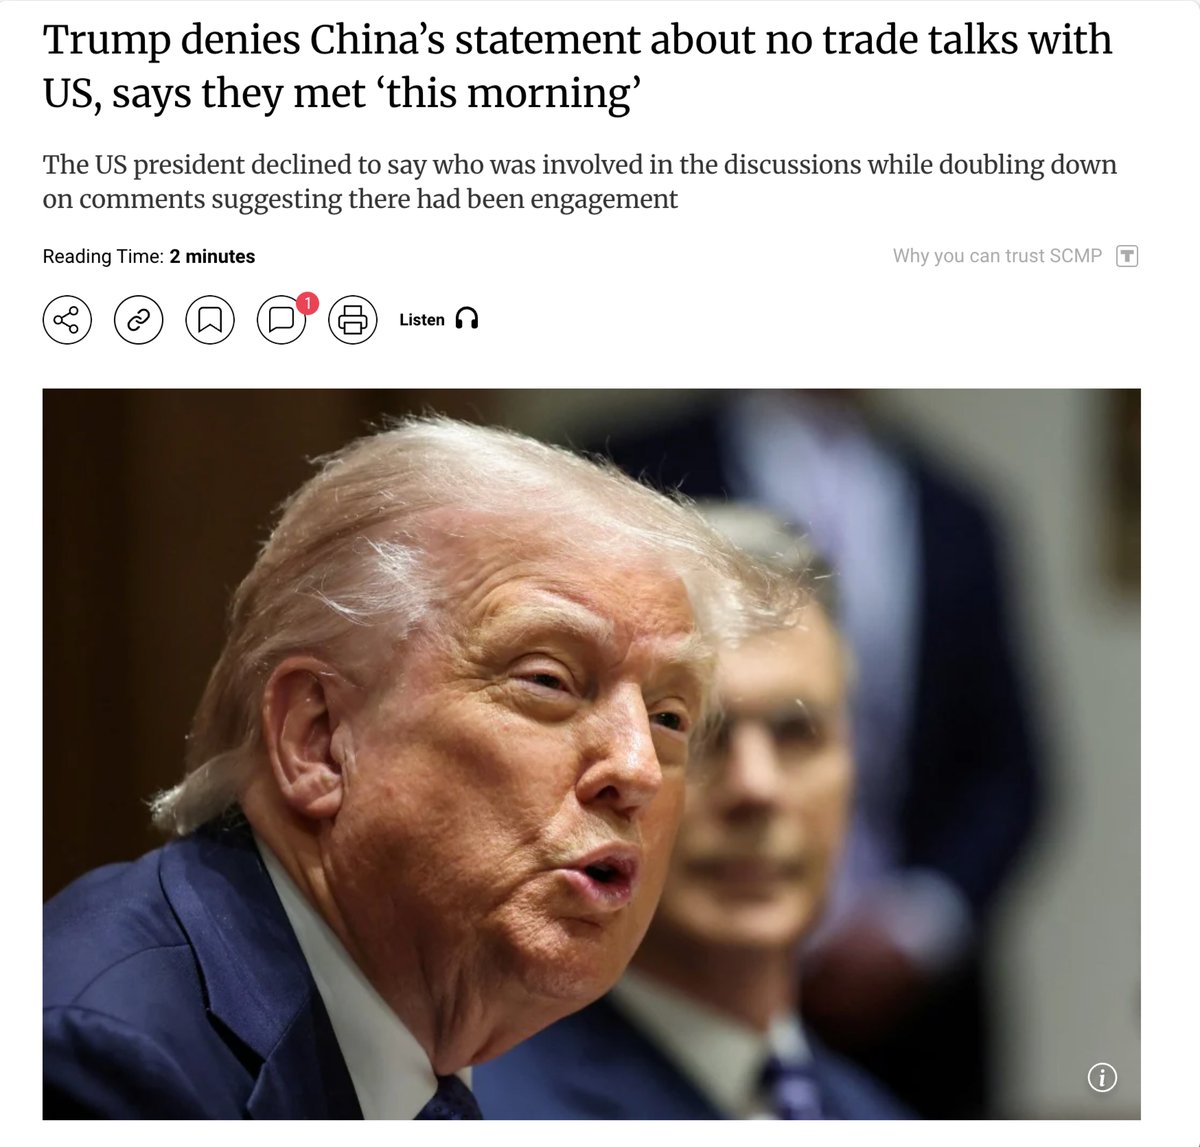 Trump denies China’s statement about no trade talks with
US, says they met ‘this morning’
The US president declined to say who was involved in the discussions while doubling down
on comments suggesting there had been engagement
Reading Time: 2 minutes
Why you can trust SCMP T
1
Listen
i